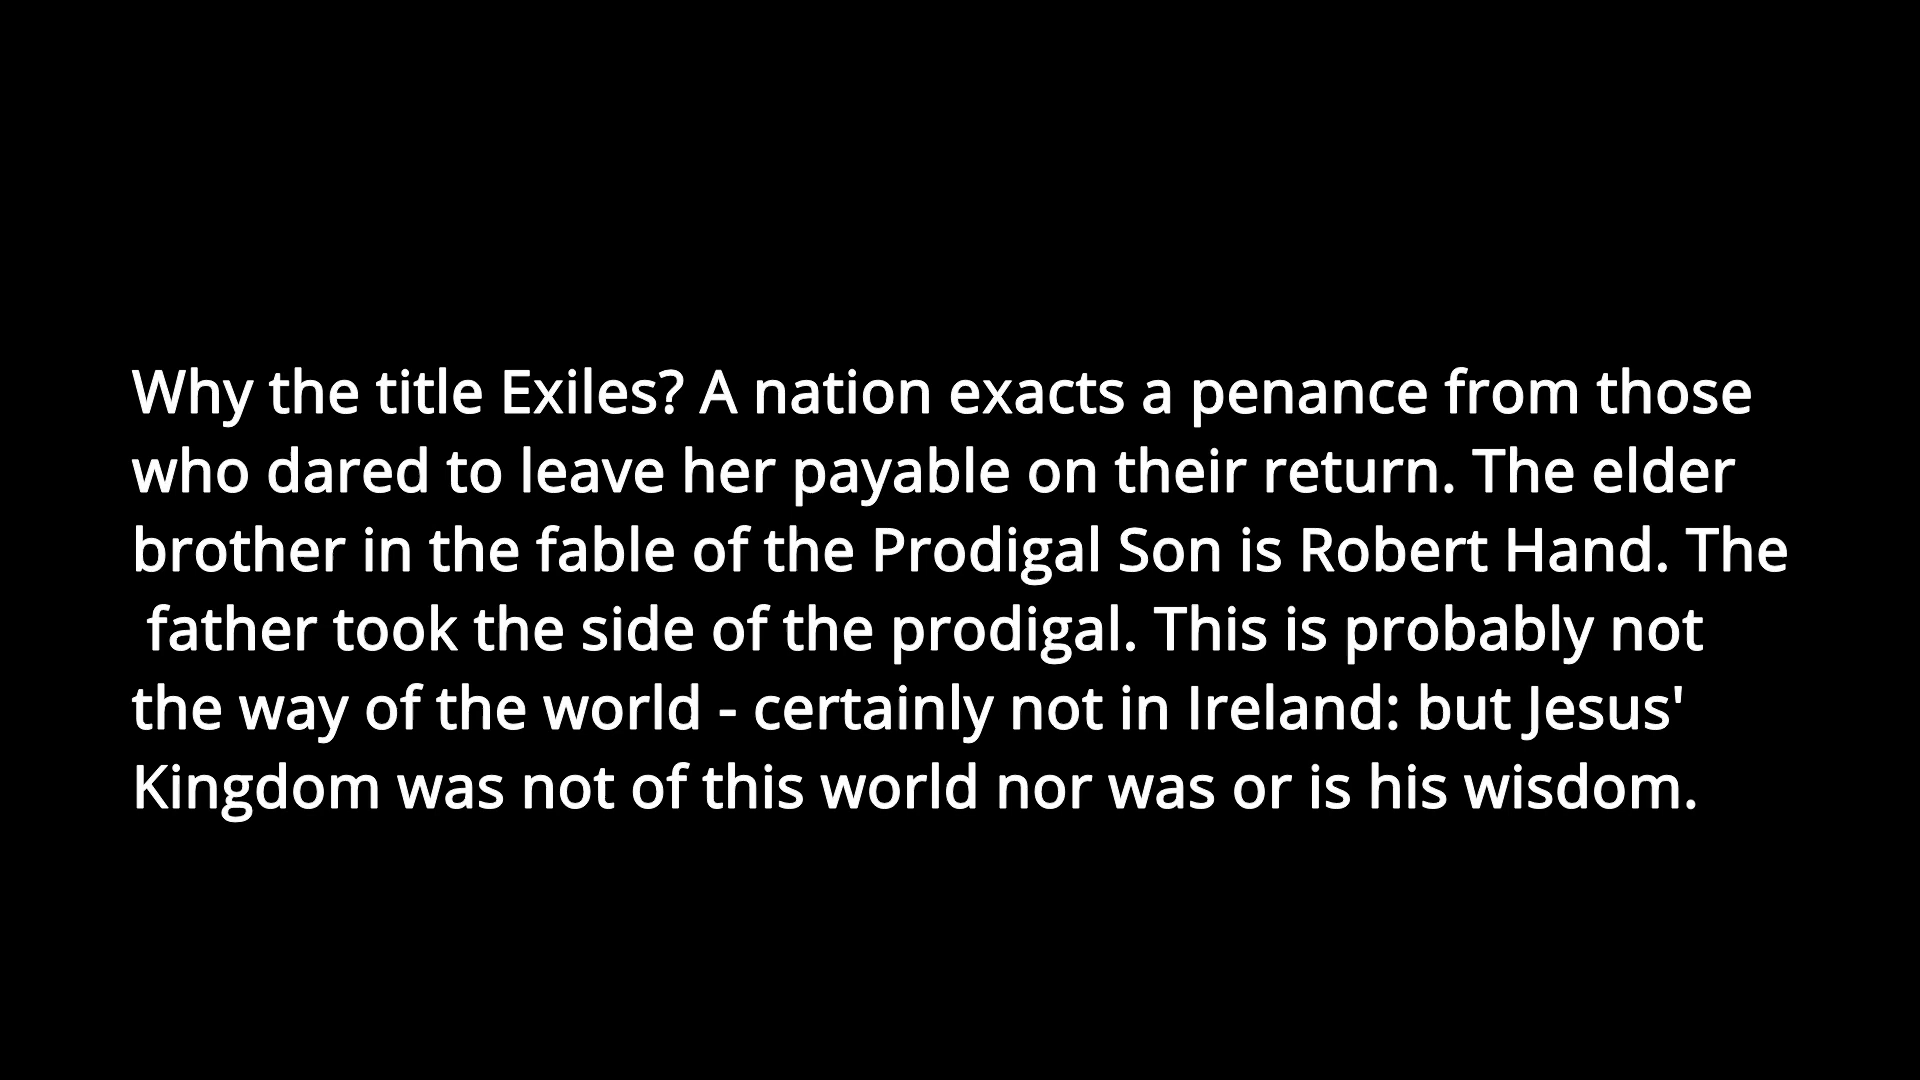 Why the title Exiles? A nation exacts a penance from those
who dared to leave her payable on their return. The elder
brother in the fable of the Prodigal Son is Robert Hand. The
father took the side of the prodigal. This is probably not
the way of the world - certainly not in Ireland: but Jesus'
Kingdom was not of this world nor was or is his wisdom.